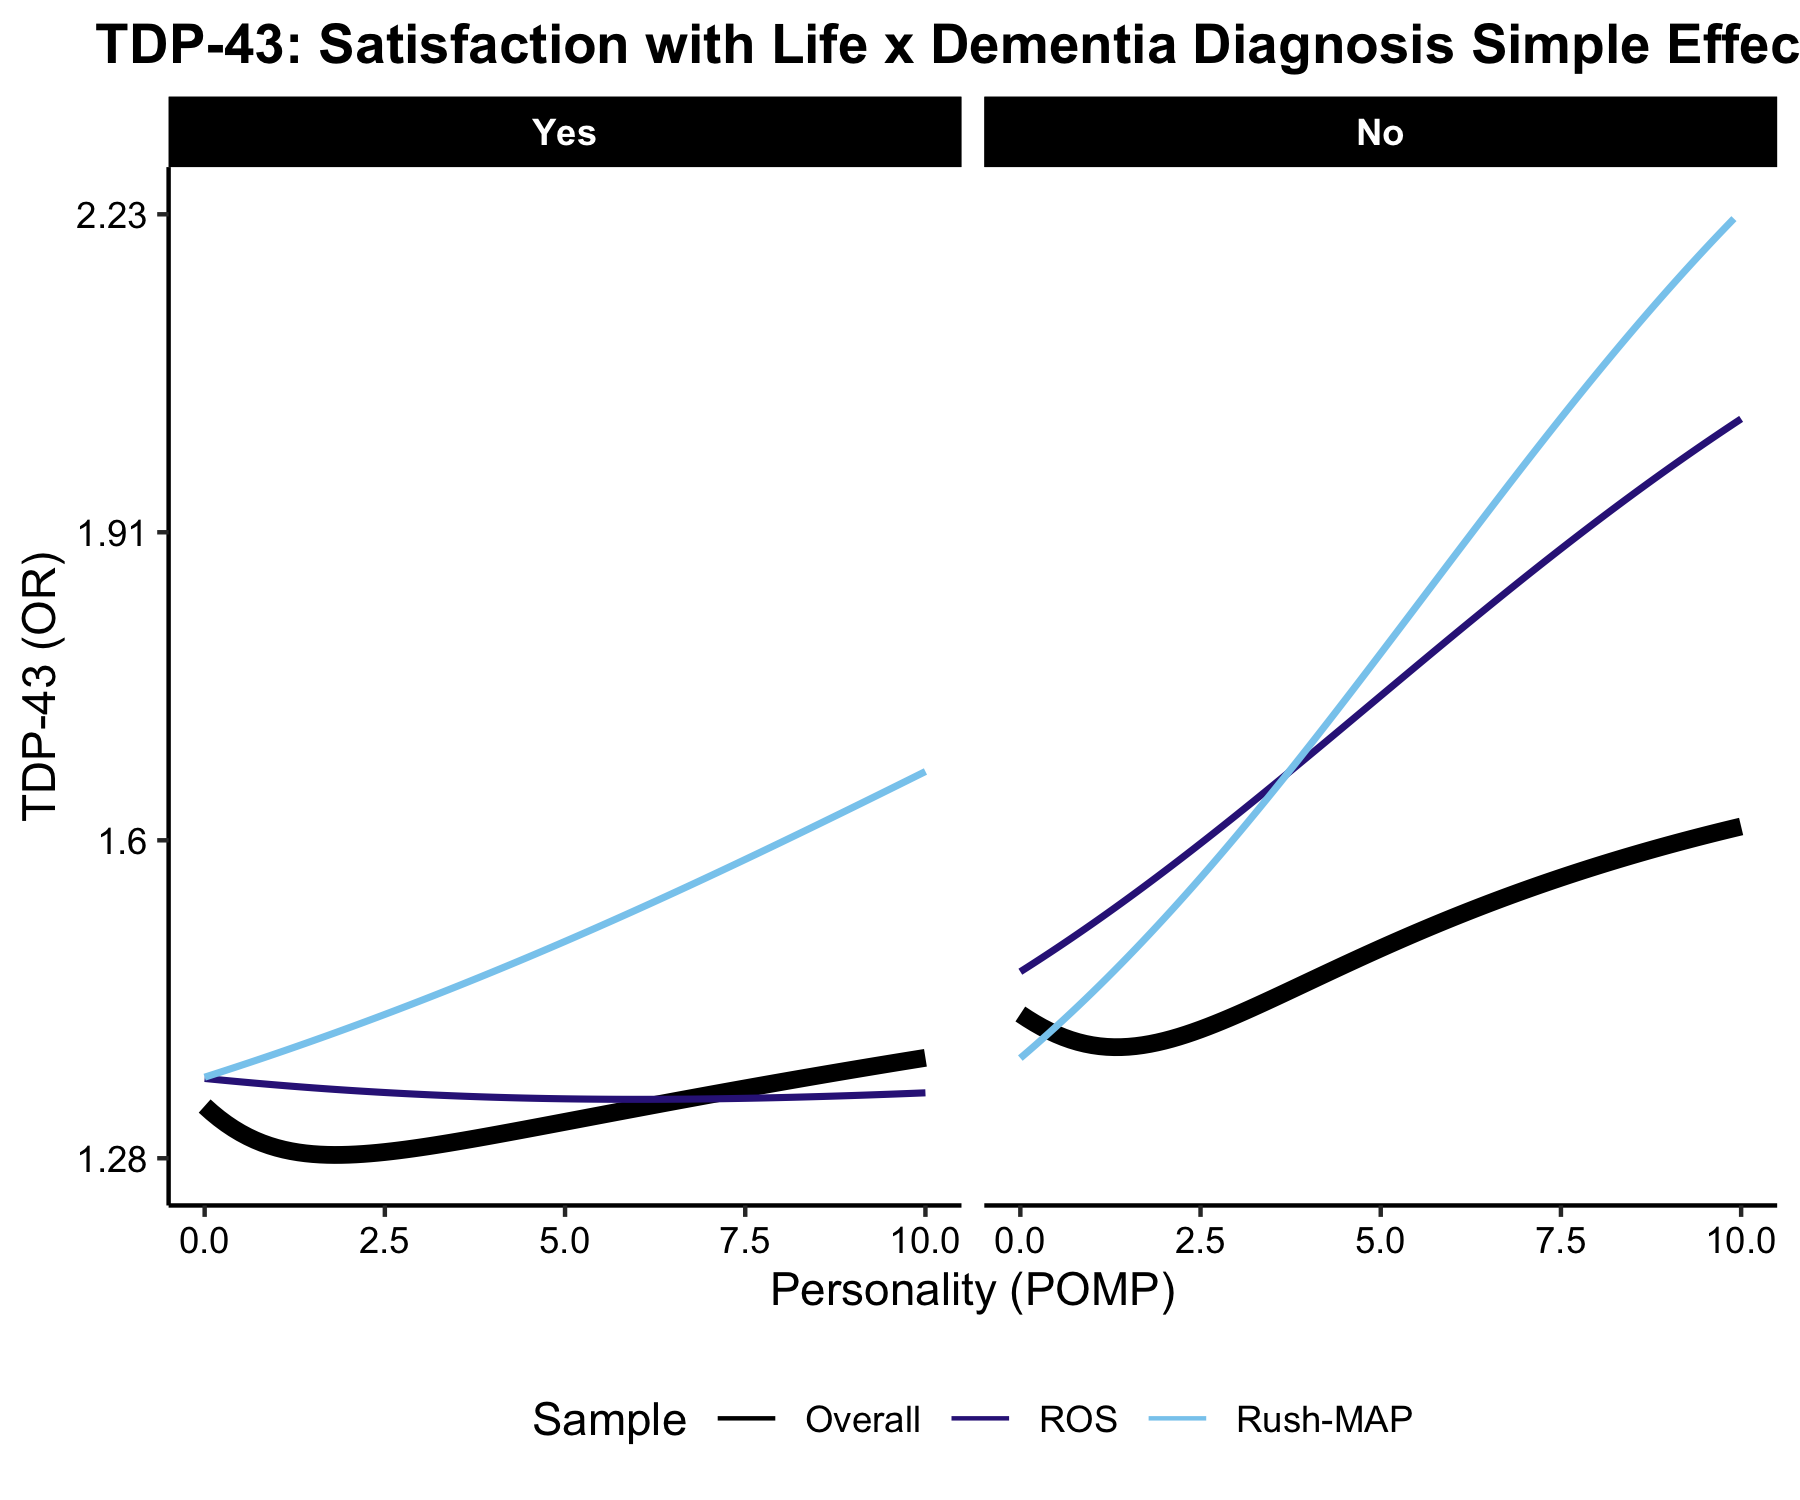 TDP-43: Satisfaction with Life x Dementia Diagnosis Simple Effec
Yes
No
TDP-43 (OR)
2.23
1.91
1.6
1.28
0.0 2.5 5.0 7.5 10.0 0.0 2.5 5.0 7.5 10.0
Personality (POMP)
Sample Overall ROS Rush-MAP